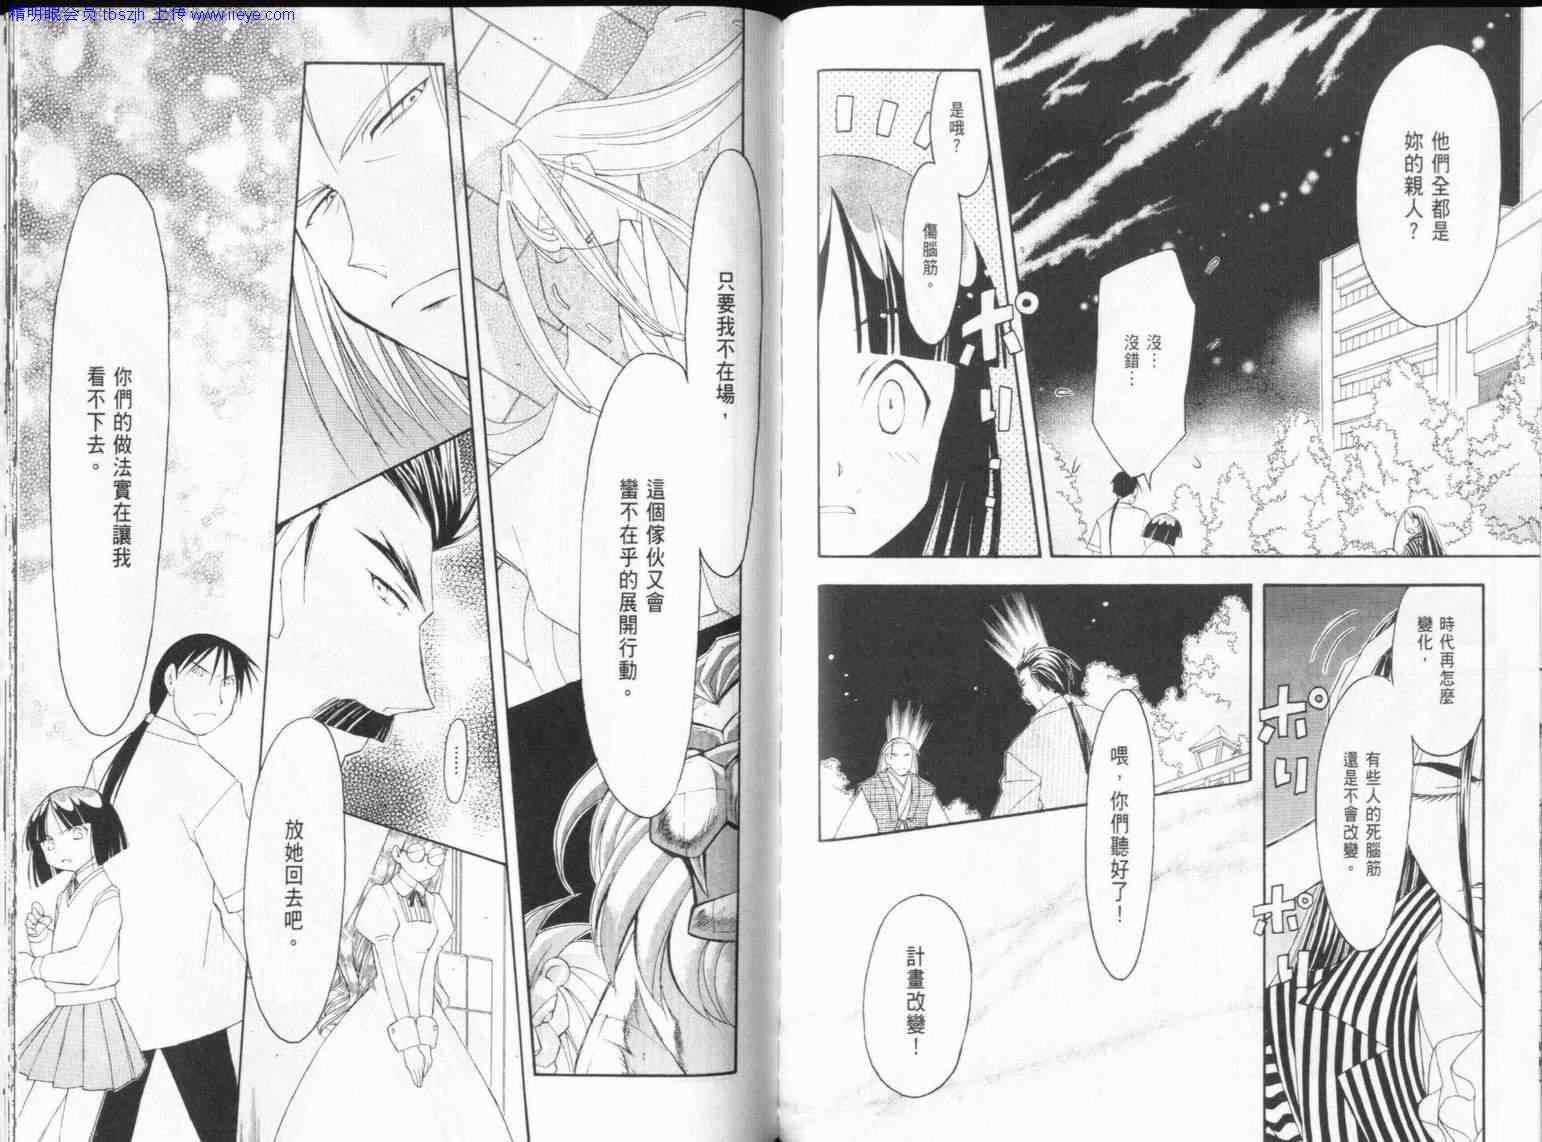 精明眼会员 tbszjh 上传 www.iieye.com
他們全都是
妳的親人?
沒…
沒錯…
是哦?
傷腦筋。
ポ
リ
ポ
リ
時代再怎麼
變化，
有些人的死腦筋
還是不會改變。
ポ
リ
ポ
リ
喂，你們聽好了!
計畫改變!
只要我不在場，
這個傢伙又會
蠻不在乎的展開行動。
………
放她回去吧。
你們的做法實在讓我
看不下去。